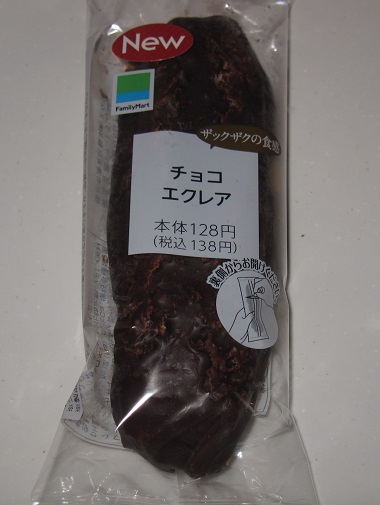 New
FamilyMart
ザックザクの食感
チョコ
エクレア
本体128円
(税込138円)
裏側からお開けください